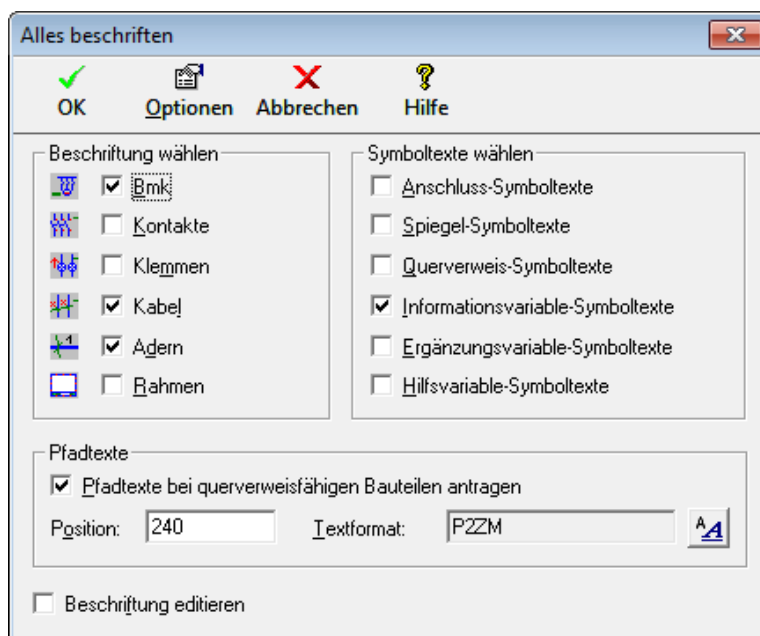 Alles beschriften
OK Optionen Abbrechen Hilfe
Beschriftung wählen
Bmk
Kontakte
Klemmen
Kabel
Adern
Rahmen
Symboltexte wählen
Anschluss-Symboltexte
Spiegel-Symboltexte
Querverweis-Symboltexte
Informationsvariable-Symboltexte
Ergänzungsvariable-Symboltexte
Hilfsvariable-Symboltexte
Pfadtexte
Pfadtexte bei querverweisfähigen Bauteilen antragen
Position: 240 Textformat: P2ZM AA
Beschriftung editieren